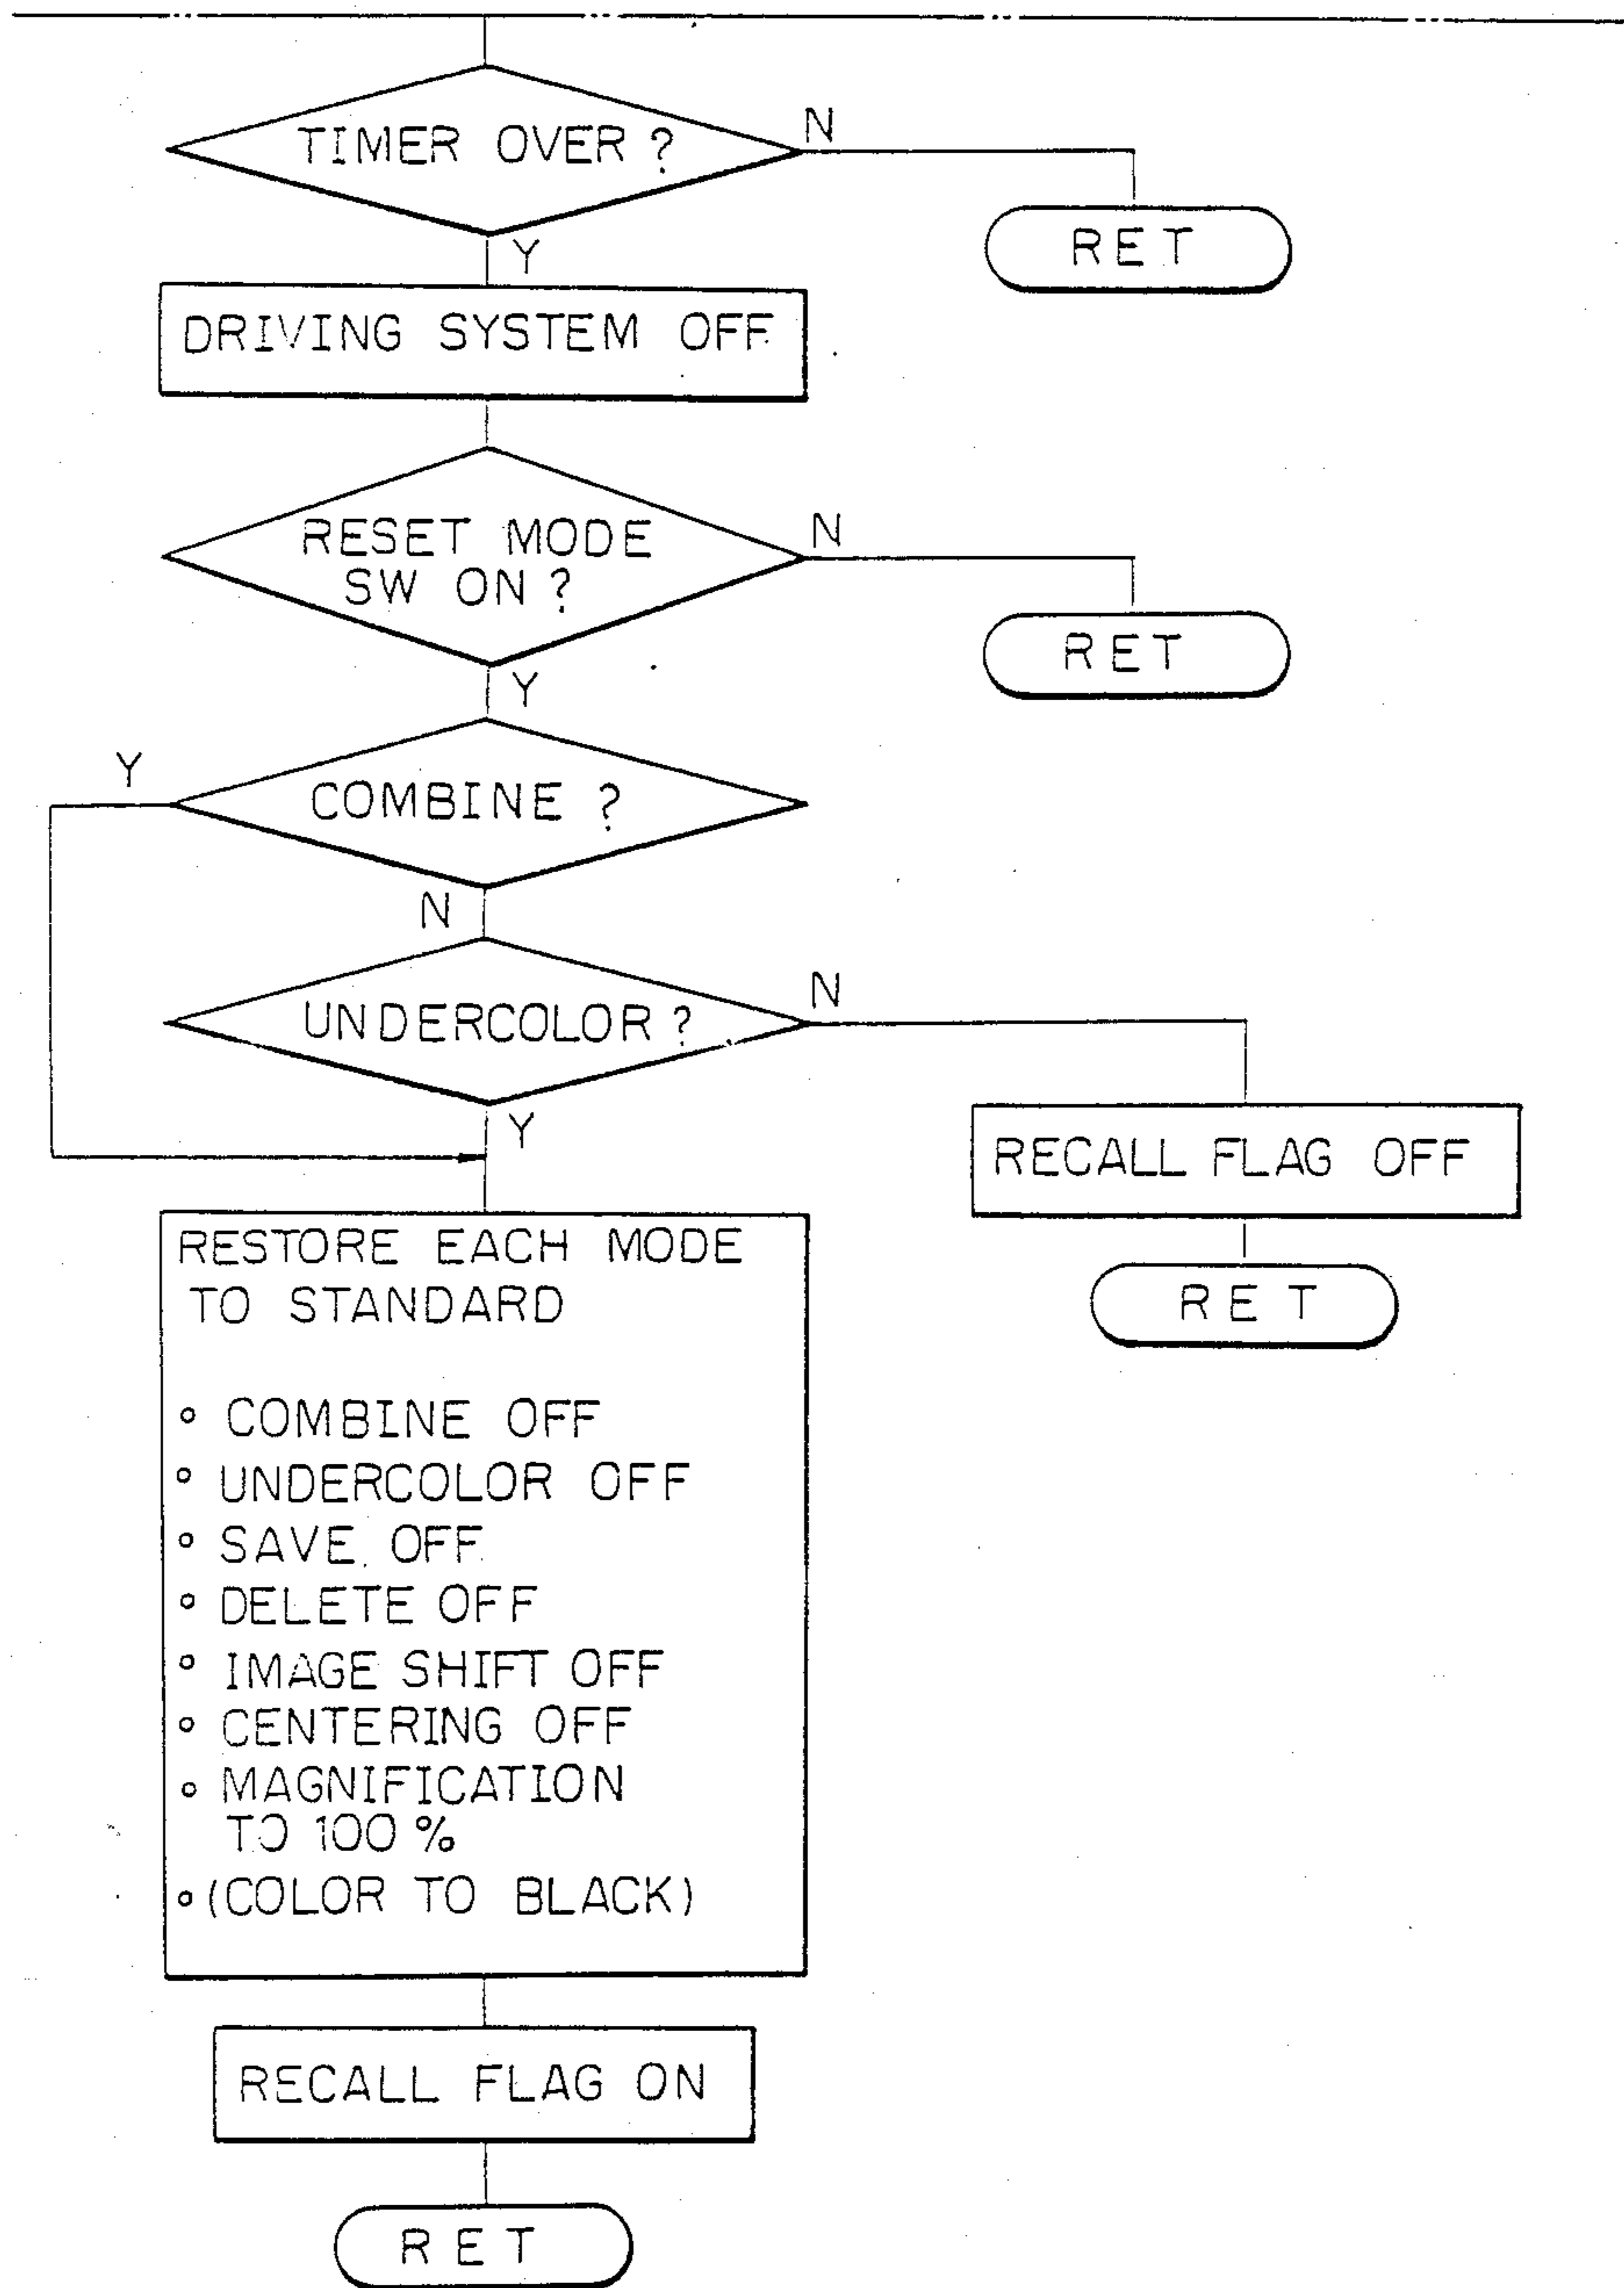 TIMER OVER ?
N
RET
Y
DRIVING SYSTEM OFF
RESET MODE
SW ON ?
N
RET
Y
COMBINE ?
Y
N
UNDERCOLOR ?
N
Y
RECALL FLAG OFF
RET
RESTORE EACH MODE
TO STANDARD
∘ COMBINE OFF
∘ UNDERCOLOR OFF
∘ SAVE OFF
∘ DELETE OFF
∘ IMAGE SHIFT OFF
∘ CENTERING OFF
∘ MAGNIFICATION
TO 100 %
∘ (COLOR TO BLACK)
RECALL FLAG ON
RET